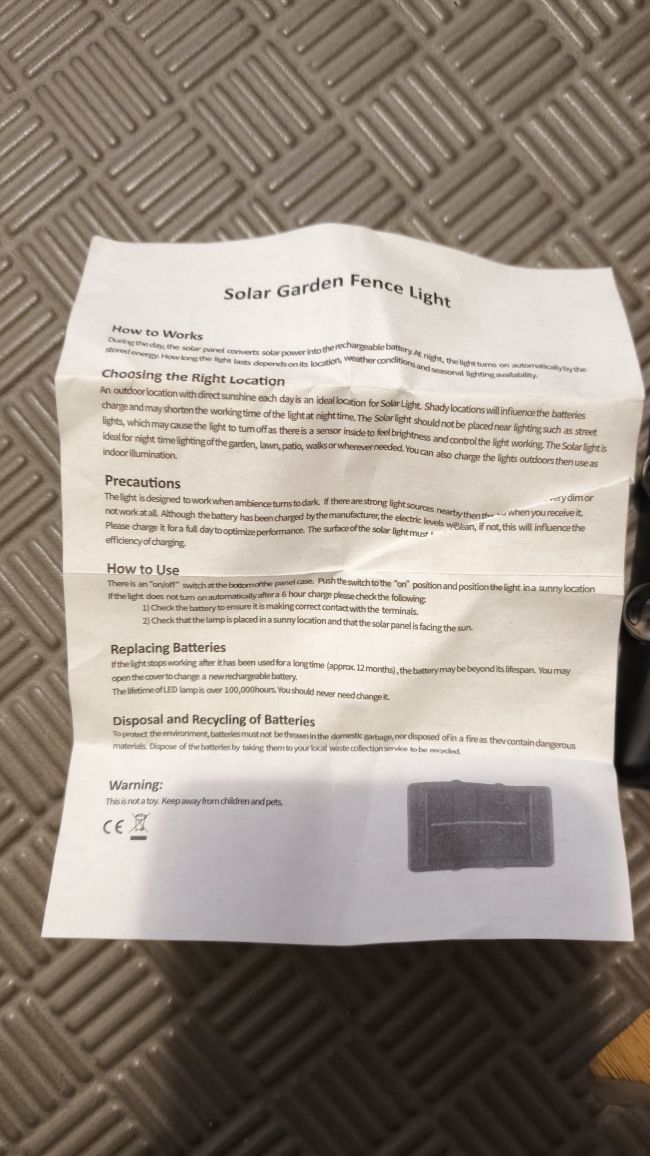 Solar Garden Fence Light
How to Works
During the day, the solar panel converts solar power into the rechargeable battery. At night, the light turns on automatically by the
stored energy. How long the light lasts depends on its location, weather conditions and seasonal lighting availability.
Choosing the Right Location
An outdoor location with direct sunshine each day is an ideal location for Solar Light. Shady locations will infiuence the batteries
charge and may shorten the working time of the light at night time. The Solar light should not be placed near lighting such as street
lights, which may cause the light to turn off as there is a sensor inside to feel brightness and control the light working. The Solar light is
ideal for night time lighting of the garden, lawn, patio, walks or wherever needed. You can also charge the lights outdoors then use as
indoor illumination.
Precautions
The light is designed to work when ambience turns to dark. If there are strong light sources nearby then very dim or
not work at all. Although the battery has been charged by the manufacturer, the electric levels when you receive it.
Please charge it for a full day to optimize performance. The surface of the solar light must clean, if not, this will influence the
efficiency of charging.
How to Use
There is an "on/off" switch at the bottom of the panel case. Push the switch to the "on" position and position the light in a sunny location
If the light does not turn on automatically after a 6 hour charge please check the following;
1) Check the battery to ensure it is making correct contact with the terminals.
2) Check that the lamp is placed in a sunny location and that the solar panel is facing the sun.
Replacing Batteries
If the light stops working after it has been used for a long time (approx. 12 months), the battery may be beyond its lifespan. You may
open the cover to change a new rechargeable battery.
The lifetime of LED lamp is over 100,000hours. You should never need change it.
Disposal and Recycling of Batteries
To protect the environment, batteries must not be thrown in the domestic garbage, nor disposed of in a fire as they contain dangerous
materials. Dispose of the batteries by taking them to your local waste collection service to be recycled.
Warning:
This is not a toy. Keep away from children and pets.
CE